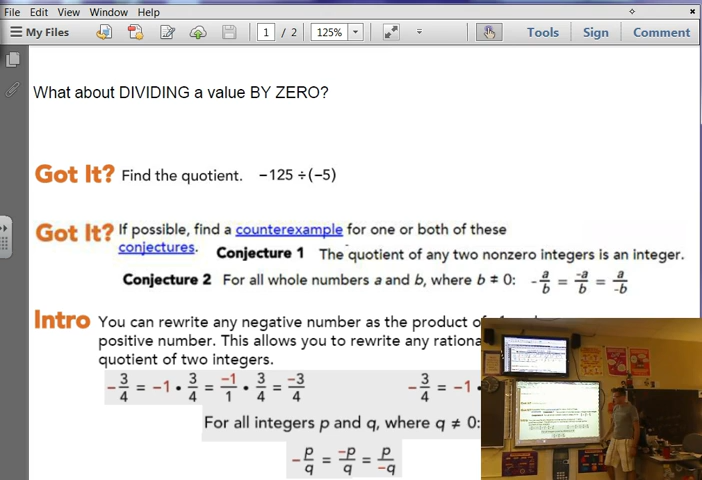 File Edit View Window Help
My Files 1 / 2 125% Tools Sign Comment
What about DIVIDING a value BY ZERO?
Got It? Find the quotient. −125 ÷ (−5)
Got It? If possible, find a counterexample for one or both of these
conjectures. Conjecture 1 The quotient of any two nonzero integers is an integer.
Conjecture 2 For all whole numbers a and b, where b ≠ 0: -a/b = -a/b = a/-b
Intro You can rewrite any negative number as the product of
positive number. This allows you to rewrite any rationa
quotient of two integers.
-3/4 = -1 • 3/4 = -1/1 • 3/4 = -3/4 -3/4 = -1 •
For all integers p and q, where q ≠ 0:
-p/q = -p/q = p/-q